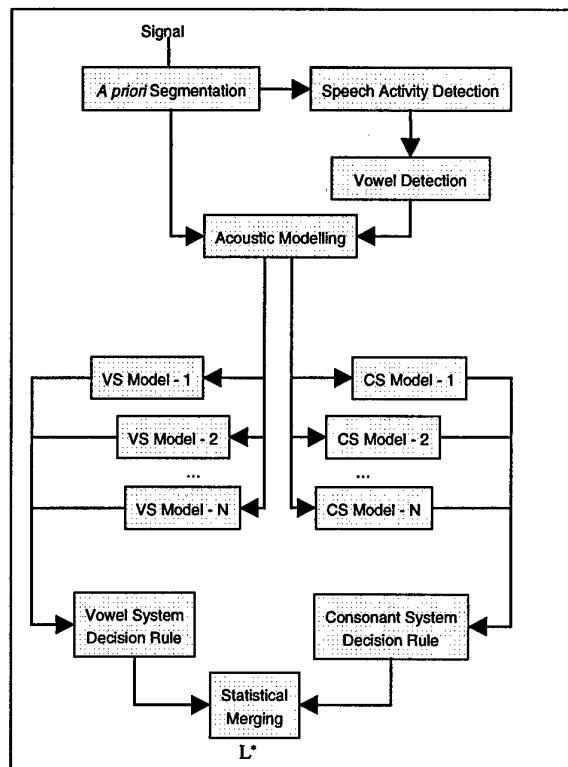 Signal
A priori Segmentation
Speech Activity Detection
Vowel Detection
Acoustic Modelling
VS Model - 1
CS Model - 1
VS Model - 2
CS Model - 2
...
...
VS Model - N
CS Model - N
Vowel System
Decision Rule
Consonant System
Decision Rule
Statistical
Merging
L*